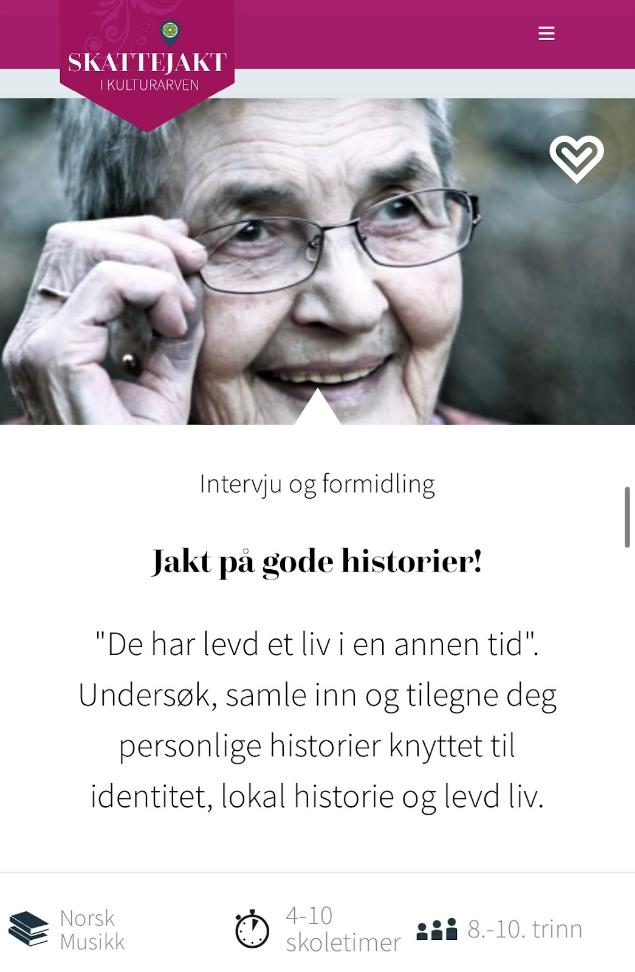 SKATTEJAKT
I KULTURARVEN
Intervju og formidling
Jakt på gode historier!
"De har levd et liv i en annen tid".
Undersøk, samle inn og tilegne deg
personlige historier knyttet til
identitet, lokal historie og levd liv.
Norsk
Musikk
4-10
skoletimer
8.-10. trinn